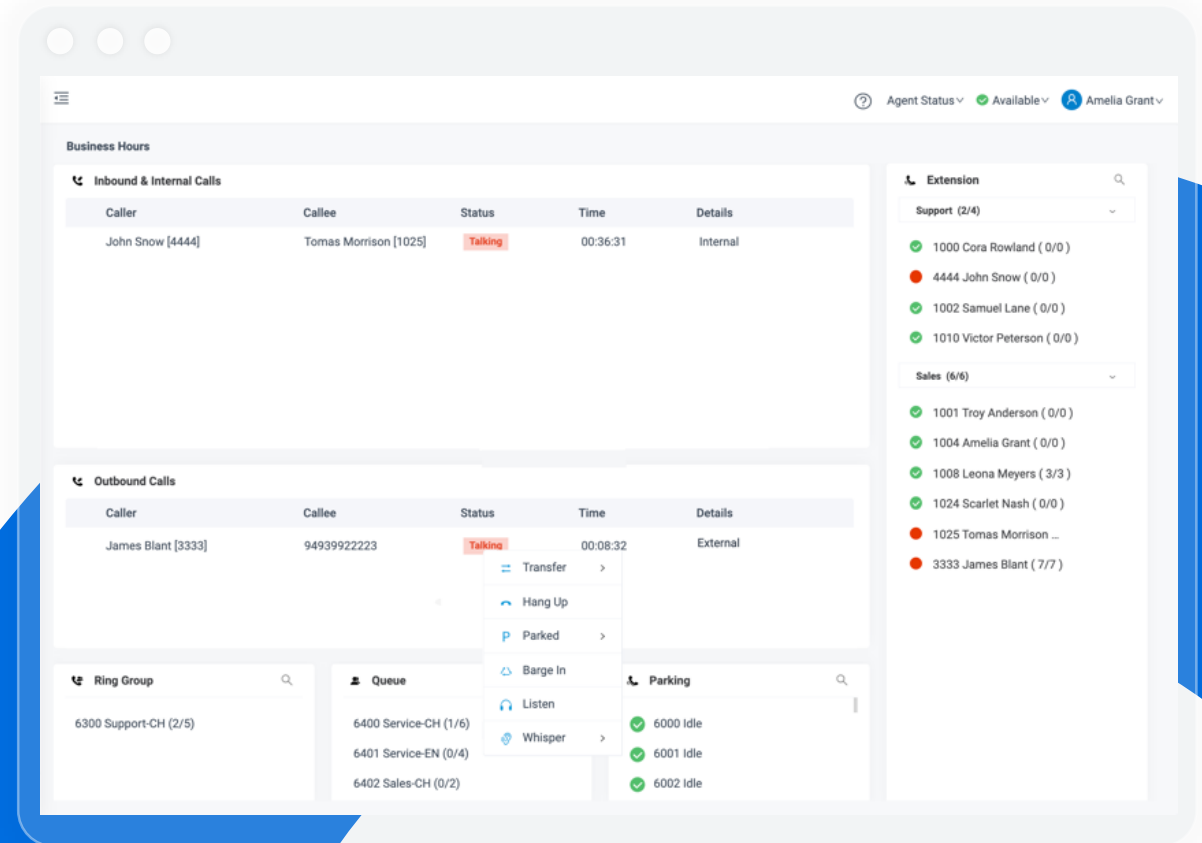 Agent Status Available Amelia Grant
Business Hours
Inbound & Internal Calls
Caller Callee Status Time Details
John Snow [4444] Tomas Morrison [1025] Talking 00:36:31 Internal
Outbound Calls
Caller Callee Status Time Details
James Blant [3333] 94939922223 Talking 00:08:32 External
Transfer
Hang Up
P Parked
Barge In
Listen
Whisper
Ring Group
6300 Support-CH (2/5)
Queue
6400 Service-CH (1/6)
6401 Service-EN (0/4)
6402 Sales-CH (0/2)
Parking
6000 Idle
6001 Idle
6002 Idle
Extension
Support (2/4)
1000 Cora Rowland ( 0/0 )
4444 John Snow ( 0/0 )
1002 Samuel Lane ( 0/0 )
1010 Victor Peterson ( 0/0 )
Sales (6/6)
1001 Troy Anderson ( 0/0 )
1004 Amelia Grant ( 0/0 )
1008 Leona Meyers ( 3/3 )
1024 Scarlet Nash ( 0/0 )
1025 Tomas Morrison ...
3333 James Blant ( 7/7 )